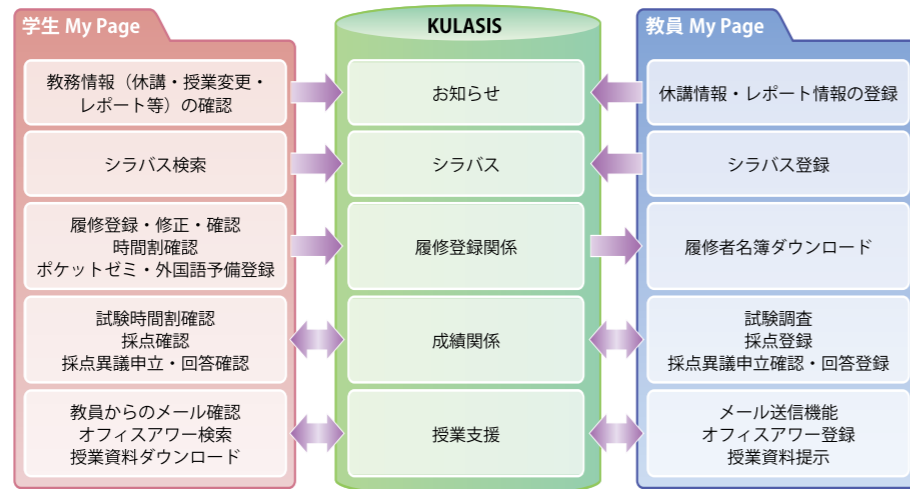 学生 My Page
KULASIS
教員 My Page
教務情報（休講・授業変更・
レポート等）の確認
お知らせ
休講情報・レポート情報の登録
シラバス検索
シラバス
シラバス登録
履修登録・修正・確認
時間割確認
ポケットゼミ・外国語予備登録
履修登録関係
履修者名簿ダウンロード
試験時間割確認
採点確認
採点異議申立・回答確認
成績関係
試験調査
採点登録
採点異議申立確認・回答登録
教員からのメール確認
オフィスアワー検索
授業資料ダウンロード
授業支援
メール送信機能
オフィスアワー登録
授業資料提示